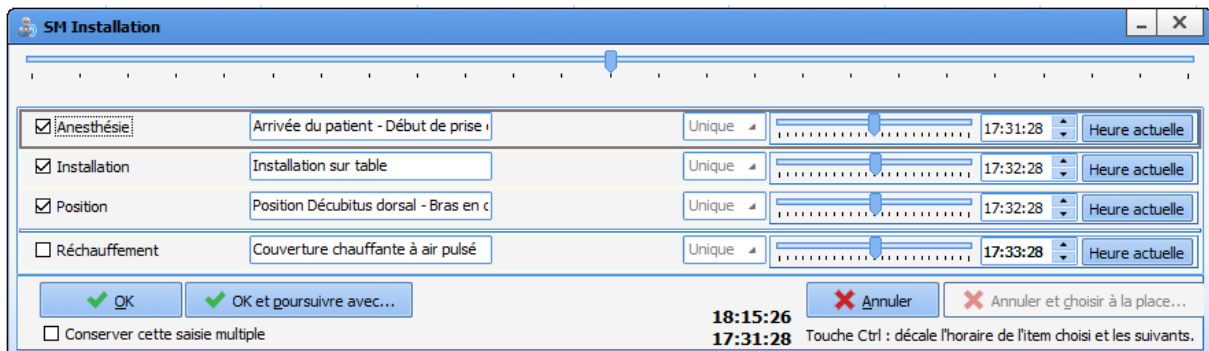 SM Installation
Anesthésie Arrivée du patient - Début de prise Unique 17:31:28 Heure actuelle
Installation Installation sur table Unique 17:32:28 Heure actuelle
Position Position Décubitus dorsal - Bras en Unique 17:32:28 Heure actuelle
Réchauffement Couverture chauffante à air pulsé Unique 17:33:28 Heure actuelle
OK OK et poursuivre avec... Annuler Annuler et choisir à la place...
18:15:26
Conserver cette saisie multiple 17:31:28 Touche Ctrl : décale l'horaire de l'item choisi et les suivants.